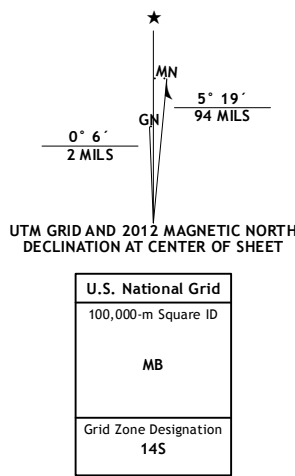 MN
GN
5° 19´
94 MILS
0° 6´
2 MILS
UTM GRID AND 2012 MAGNETIC NORTH
DECLINATION AT CENTER OF SHEET
U.S. National Grid
100,000-m Square ID
MB
Grid Zone Designation
14S